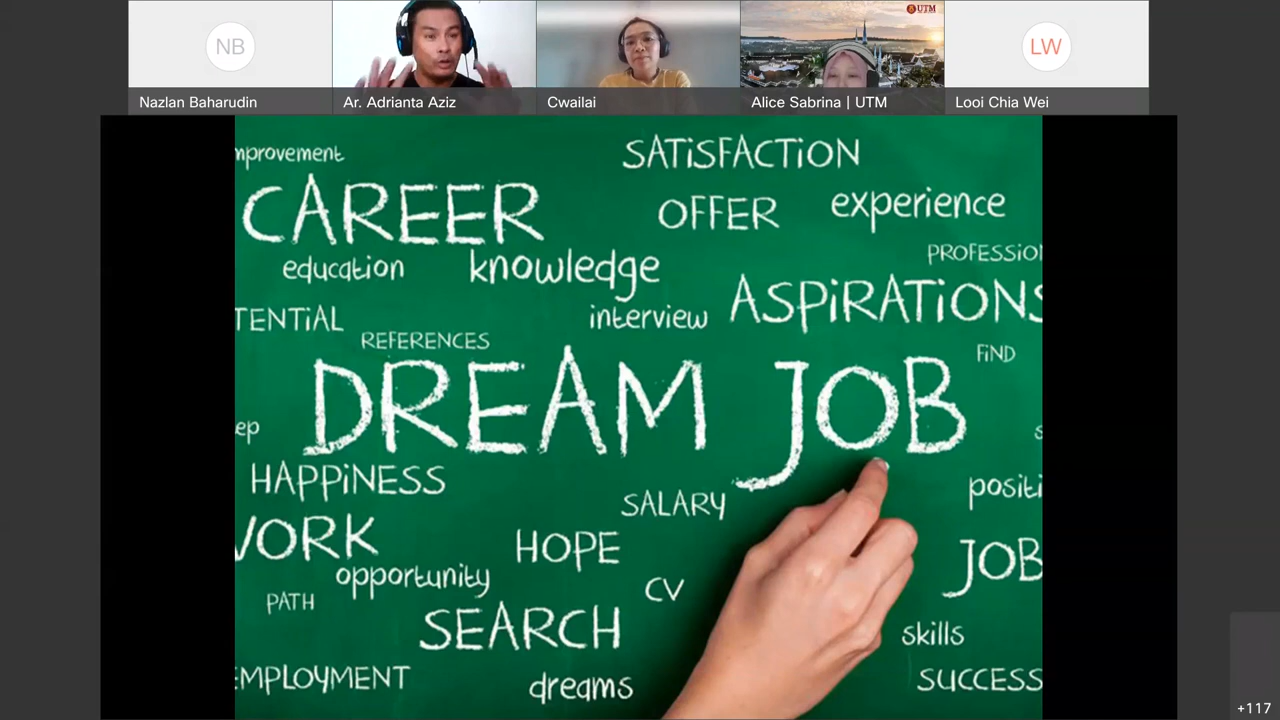 UTM
NB
LW
Nazlan Baharudin
Ar. Adrianta Aziz
Cwailai
Alice Sabrina | UTM
Looi Chia Wei
mprovement
SATiSFACTiON
CAREER
OFFER
experience
education
knowledge
PROFESSiON
TENTiAL
interview
ASPiRATiONS
REFERENCES
FiND
DREAM JOB
ep
HAPPiNESS
SALARY
positi
WORK
HOPE
JOB
opportunity
CV
PATH
SEARCH
skills
EMPLOYMENT
dreams
SUCCESS
+117